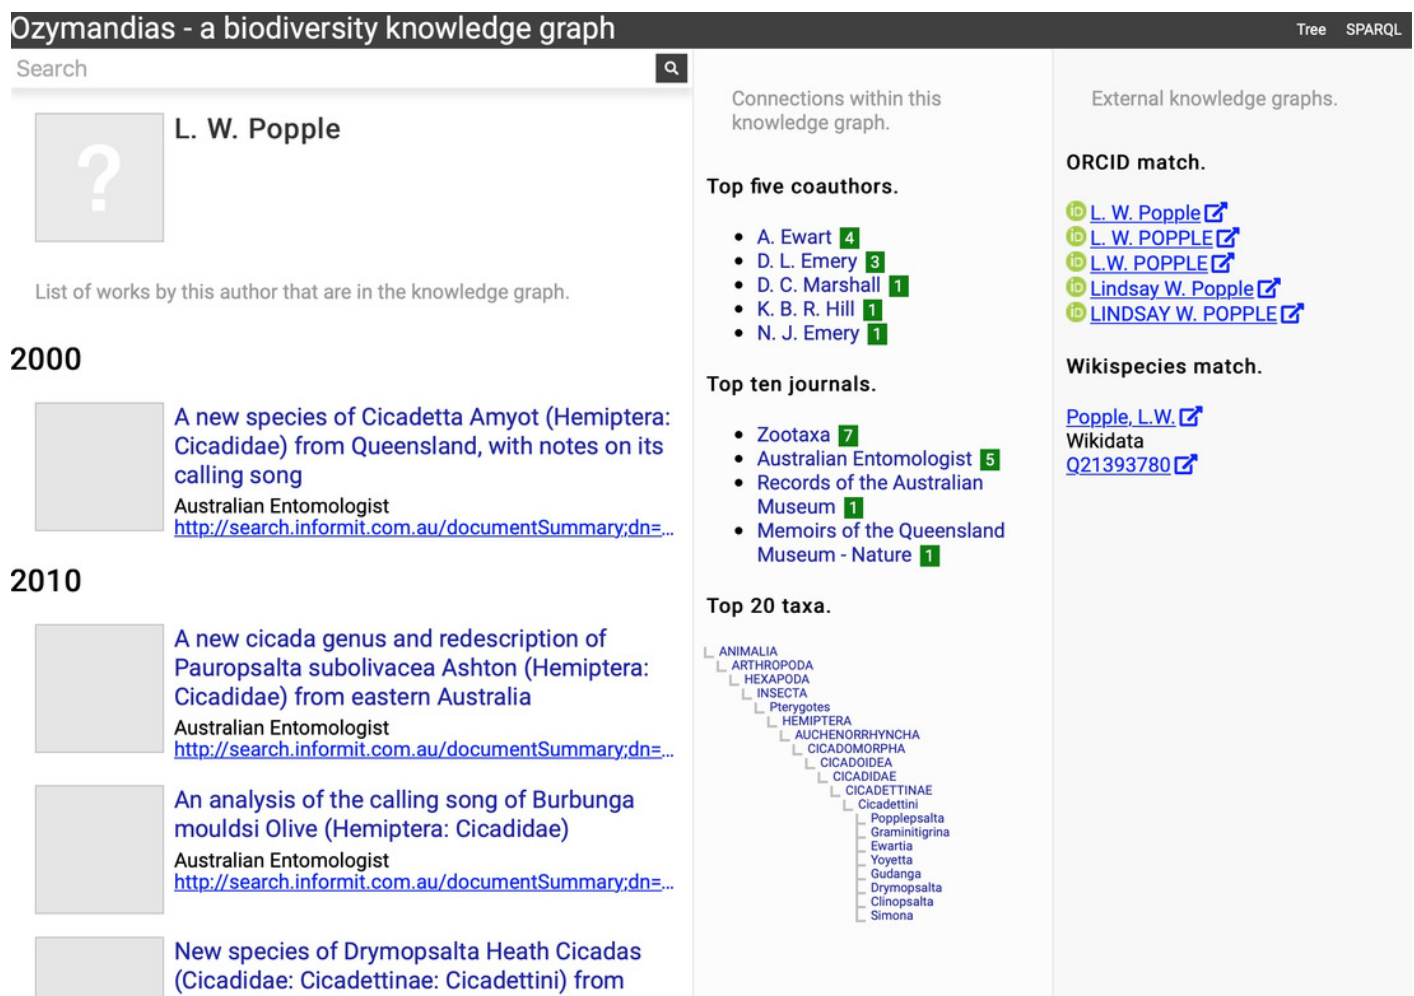 Ozymandias - a biodiversity knowledge graph
Tree SPARQL
Search
?
L. W. Popple
List of works by this author that are in the knowledge graph.
2000
A new species of Cicadetta Amyot (Hemiptera:
Cicadidae) from Queensland, with notes on its
calling song
Australian Entomologist
http://search.informit.com.au/documentSummary;dn=...
2010
A new cicada genus and redescription of
Pauropsalta subolivacea Ashton (Hemiptera:
Cicadidae) from eastern Australia
Australian Entomologist
http://search.informit.com.au/documentSummary;dn=...
An analysis of the calling song of Burbunga
mouldsi Olive (Hemiptera: Cicadidae)
Australian Entomologist
http://search.informit.com.au/documentSummary;dn=...
New species of Drymopsalta Heath Cicadas
(Cicadidae: Cicadettinae: Cicadettini) from
Connections within this
knowledge graph.
Top five coauthors.
• A. Ewart 4
• D. L. Emery 3
• D. C. Marshall 1
• K. B. R. Hill 1
• N. J. Emery 1
Top ten journals.
• Zootaxa 7
• Australian Entomologist 5
• Records of the Australian
Museum 1
• Memoirs of the Queensland
Museum - Nature 1
Top 20 taxa.
ANIMALIA
ARTHROPODA
HEXAPODA
INSECTA
Pterygotes
HEMIPTERA
AUCHENORRHYNCHA
CICADOMORPHA
CICADOIDEA
CICADIDAE
CICADETTINAE
Cicadettini
Popplepsalta
Graminitigrina
Ewartia
Yoyetta
Gudanga
Drymopsalta
Clinopsalta
Simona
External knowledge graphs.
ORCID match.
iD L. W. Popple
iD L. W. POPPLE
iD L.W. POPPLE
iD Lindsay W. Popple
iD LINDSAY W. POPPLE
Wikispecies match.
Popple, L.W.
Wikidata
Q21393780